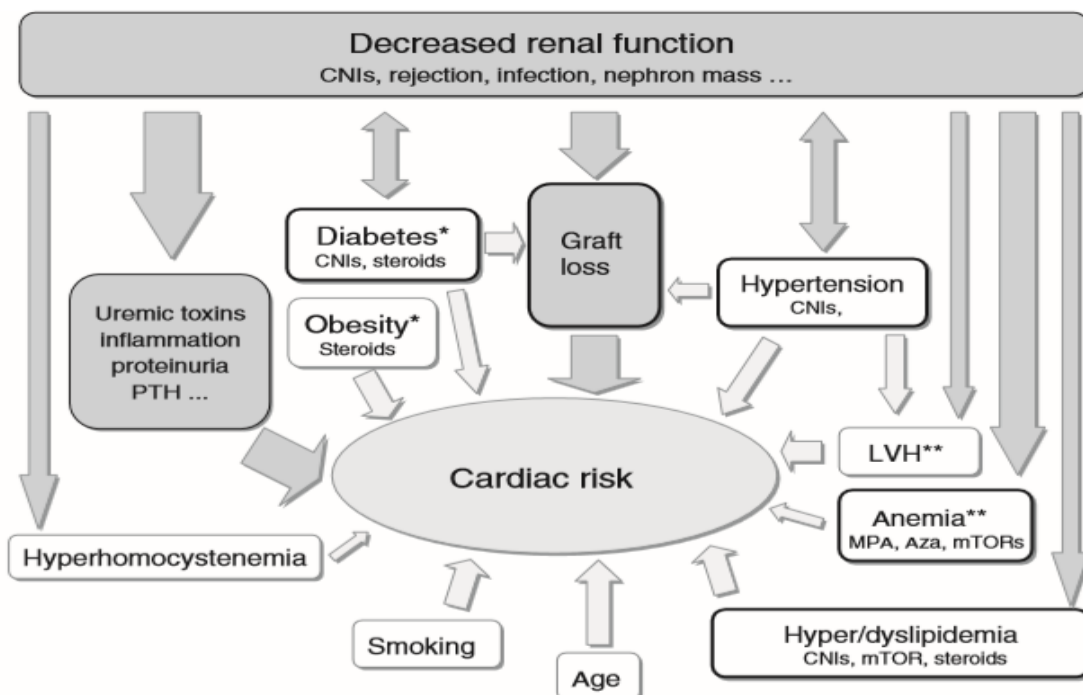 Decreased renal function
CNIs, rejection, infection, nephron mass ...
Diabetes*
CNIs, steroids
Graft
loss
Hypertension
CNIs,
Uremic toxins
inflammation
proteinuria
PTH ...
Obesity*
Steroids
Cardiac risk
LVH**
Anemia**
MPA, Aza, mTORs
Hyperhomocystenemia
Smoking
Age
Hyper/dyslipidemia
CNIs, mTOR, steroids